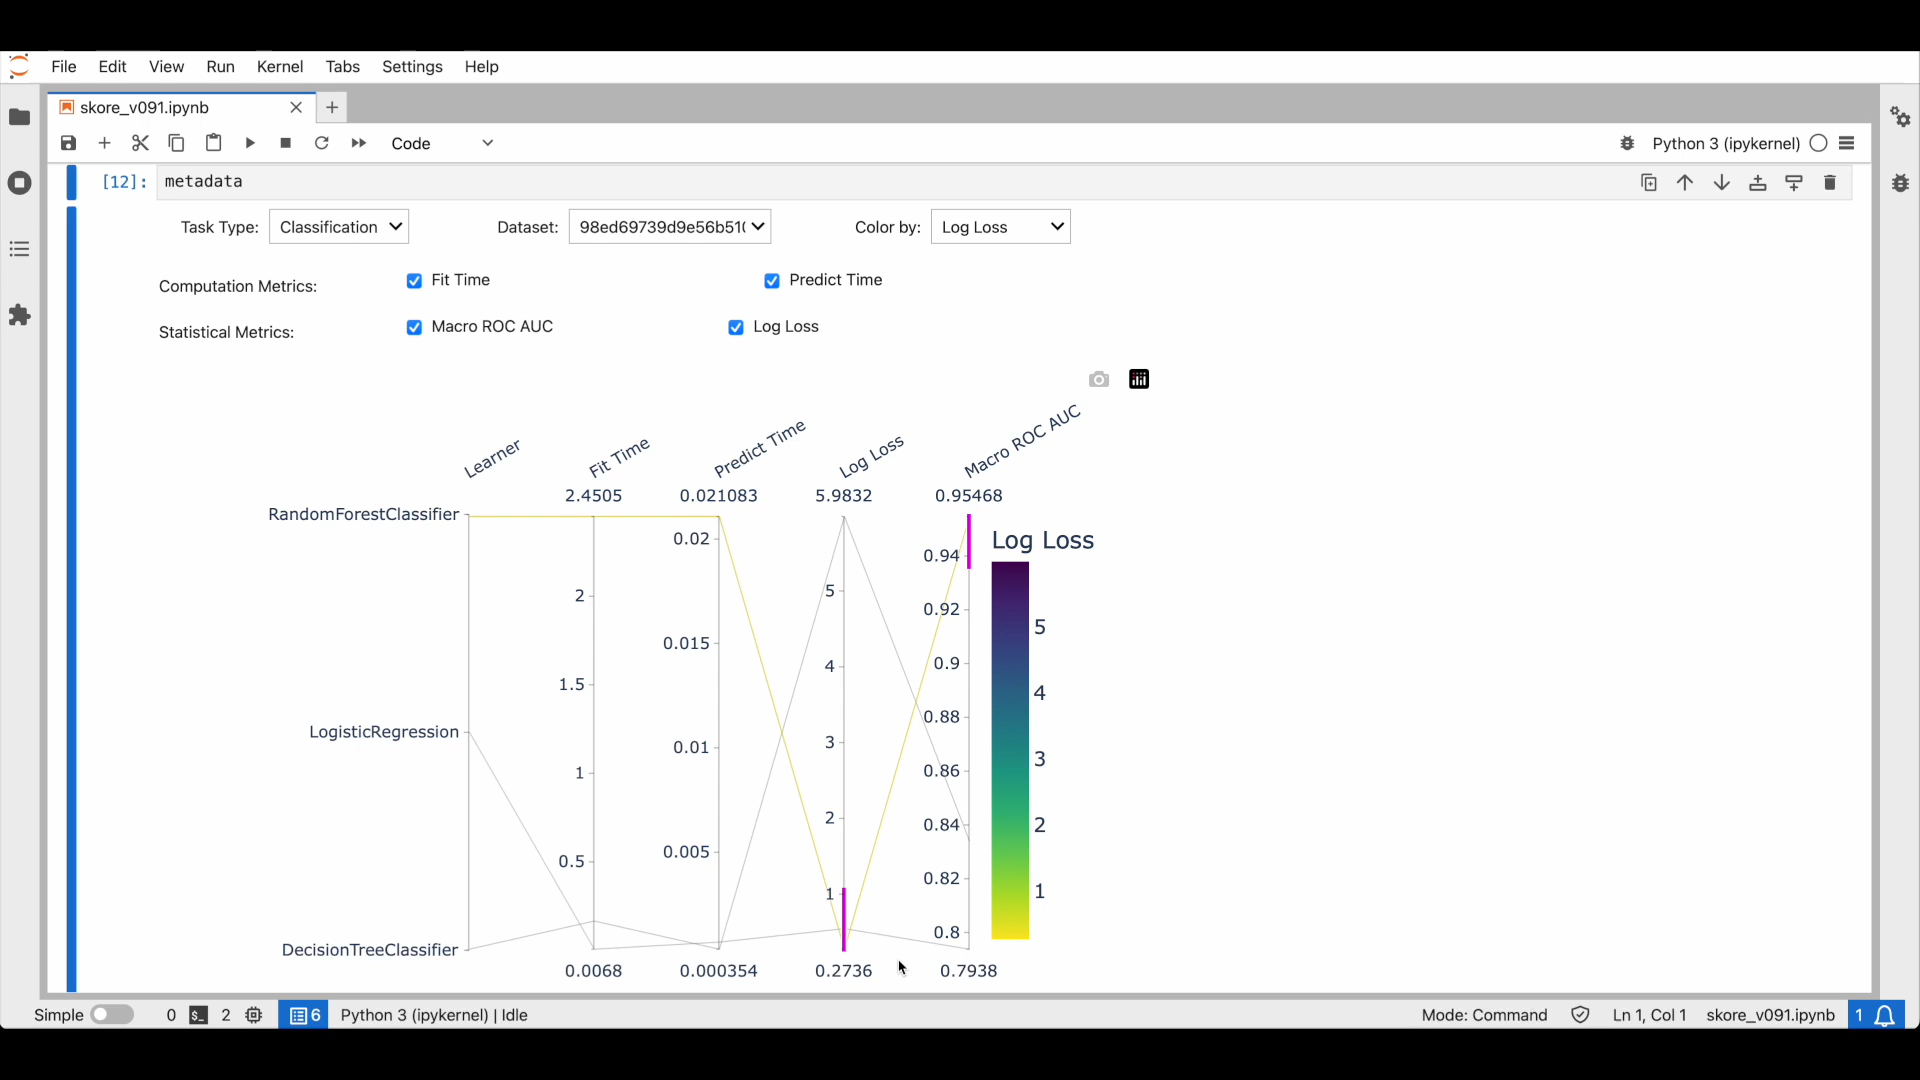 File Edit View Run Kernel Tabs Settings Help
skore_v091.ipynb
Code
Python 3 (ipykernel)
[12]: metadata
Task Type: Classification Dataset: 98ed69739d9e56b51( Color by: Log Loss
Computation Metrics: Fit Time Predict Time
Statistical Metrics: Macro ROC AUC Log Loss
Learner Fit Time Predict Time Log Loss Macro ROC AUC
2.4505 0.021083 5.9832 0.95468
RandomForestClassifier
LogisticRegression
DecisionTreeClassifier
2
1.5
1
0.5
0.02
0.015
0.01
0.005
5
4
3
2
1
0.94
0.92
0.9
0.88
0.86
0.84
0.82
0.8
0.0068 0.000354 0.2736 0.7938
Log Loss
5
4
3
2
1
Simple 0 $_ 2 6 Python 3 (ipykernel) | Idle Mode: Command Ln 1, Col 1 skore_v091.ipynb 1